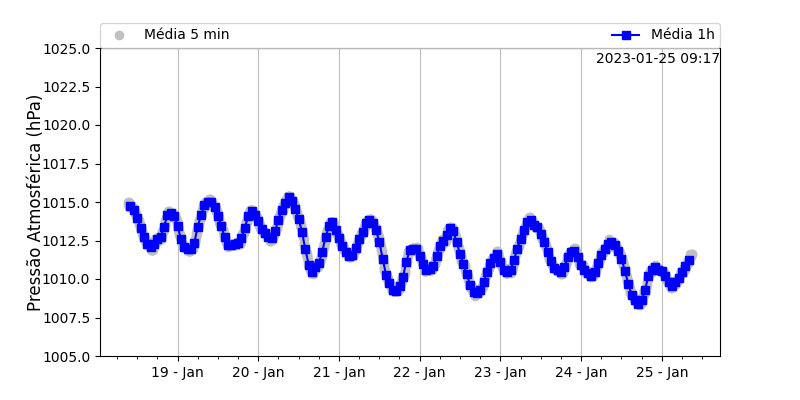 Média 5 min
Média 1h
2023-01-25 09:17
Pressão Atmosférica (hPa)
1025.0
1022.5
1020.0
1017.5
1015.0
1012.5
1010.0
1007.5
1005.0
19 - Jan
20 - Jan
21 - Jan
22 - Jan
23 - Jan
24 - Jan
25 - Jan